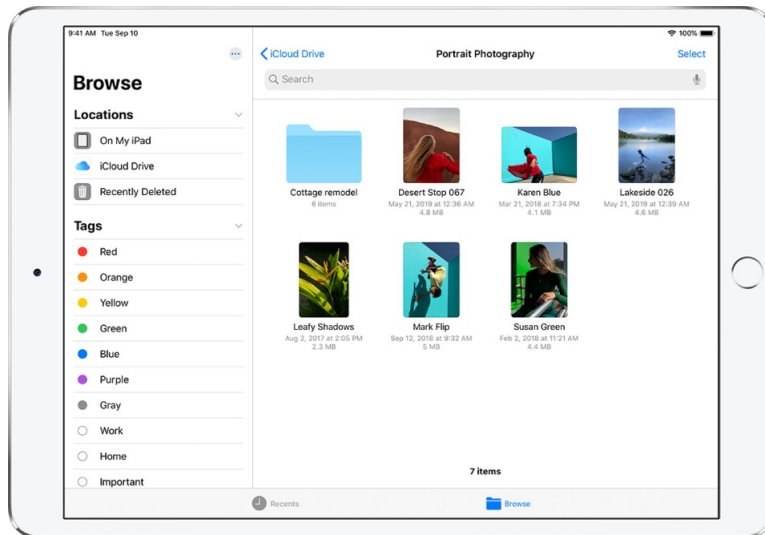 9:41 AM Tue Sep 10
100%
Browse
Locations
On My iPad
iCloud Drive
Recently Deleted
Tags
Red
Orange
Yellow
Green
Blue
Purple
Gray
Work
Home
Important
iCloud Drive
Portrait Photography
Select
Search
Cottage remodel
6 items
Desert Stop 067
May 21, 2019 at 12:36 AM
4.8 MB
Karen Blue
Mar 21, 2018 at 7:34 PM
4.1 MB
Lakeside 026
May 21, 2019 at 12:39 AM
4.6 MB
Leafy Shadows
Aug 2, 2017 at 2:05 PM
2.3 MB
Mark Flip
Sep 12, 2018 at 9:32 AM
5 MB
Susan Green
Feb 2, 2018 at 11:21 AM
4.4 MB
7 items
Recents
Browse